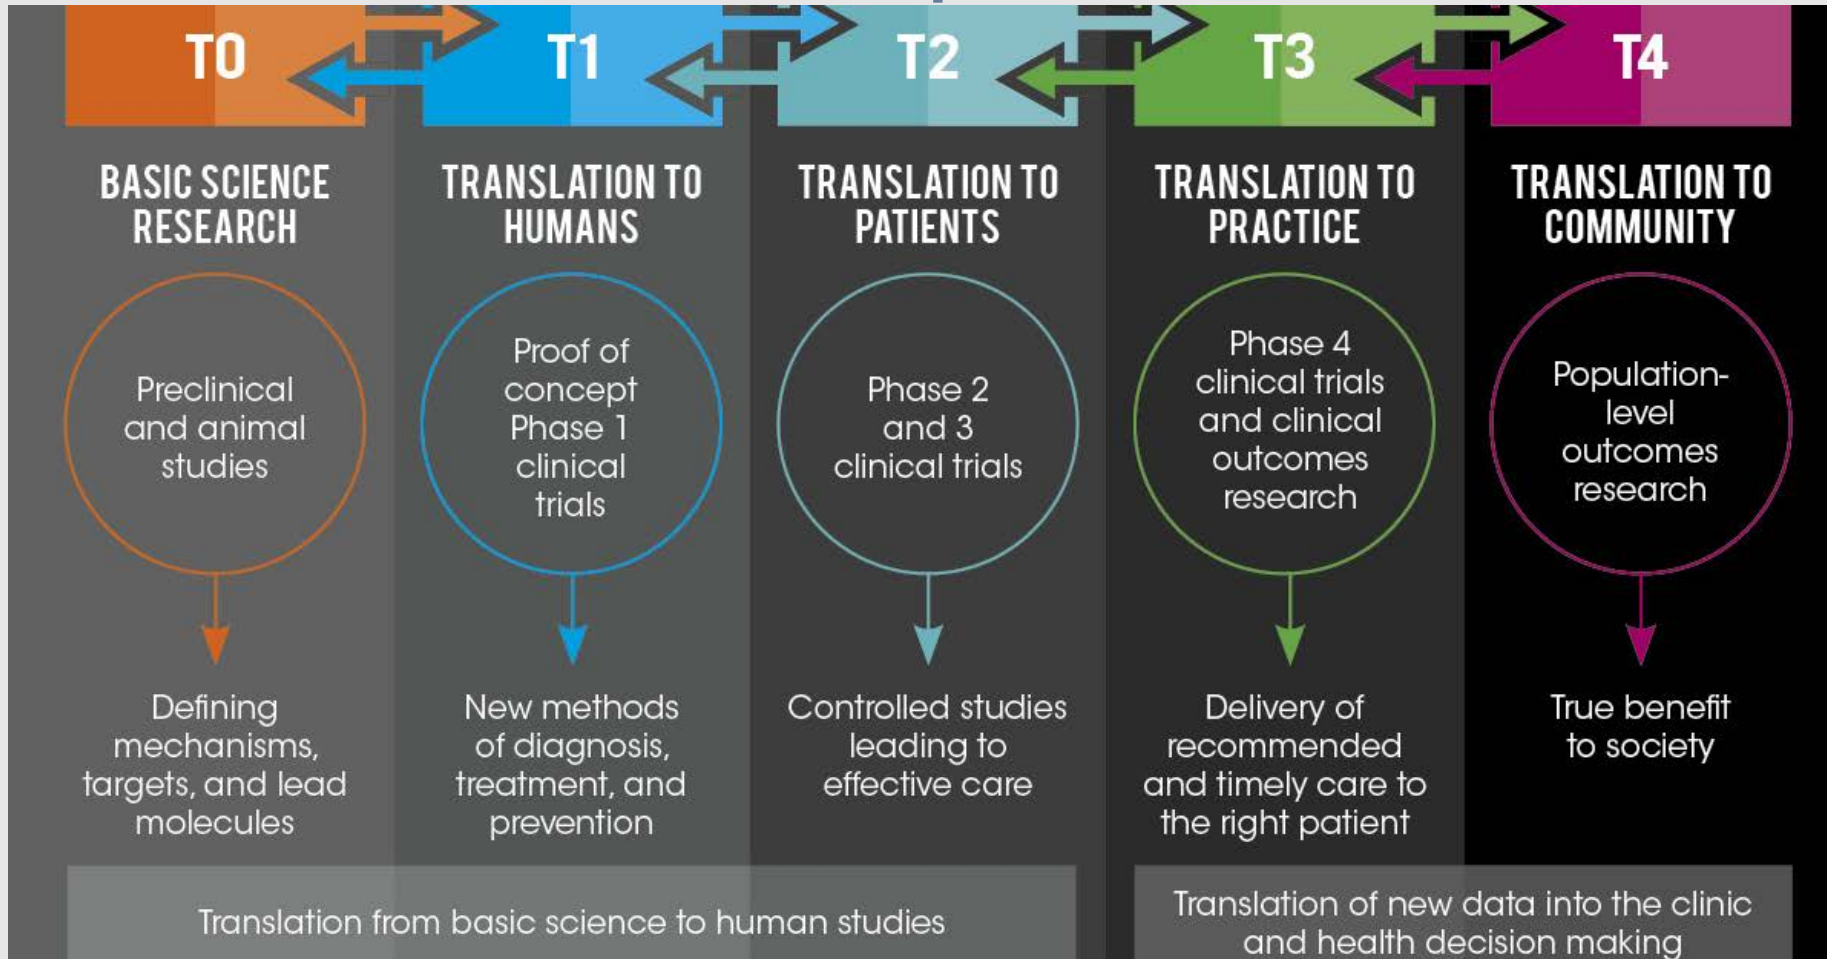 T0
T1
T2
T3
T4
BASIC SCIENCE
RESEARCH
TRANSLATION TO
HUMANS
TRANSLATION TO
PATIENTS
TRANSLATION TO
PRACTICE
TRANSLATION TO
COMMUNITY
Preclinical
and animal
studies
Proof of
concept
Phase 1
clinical
trials
Phase 2
and 3
clinical trials
Phase 4
clinical trials
and clinical
outcomes
research
Population-
level
outcomes
research
Defining
mechanisms,
targets, and lead
molecules
New methods
of diagnosis,
treatment, and
prevention
Controlled studies
leading to
effective care
Delivery of
recommended
and timely care to
the right patient
True benefit
to society
Translation from basic science to human studies
Translation of new data into the clinic
and health decision making